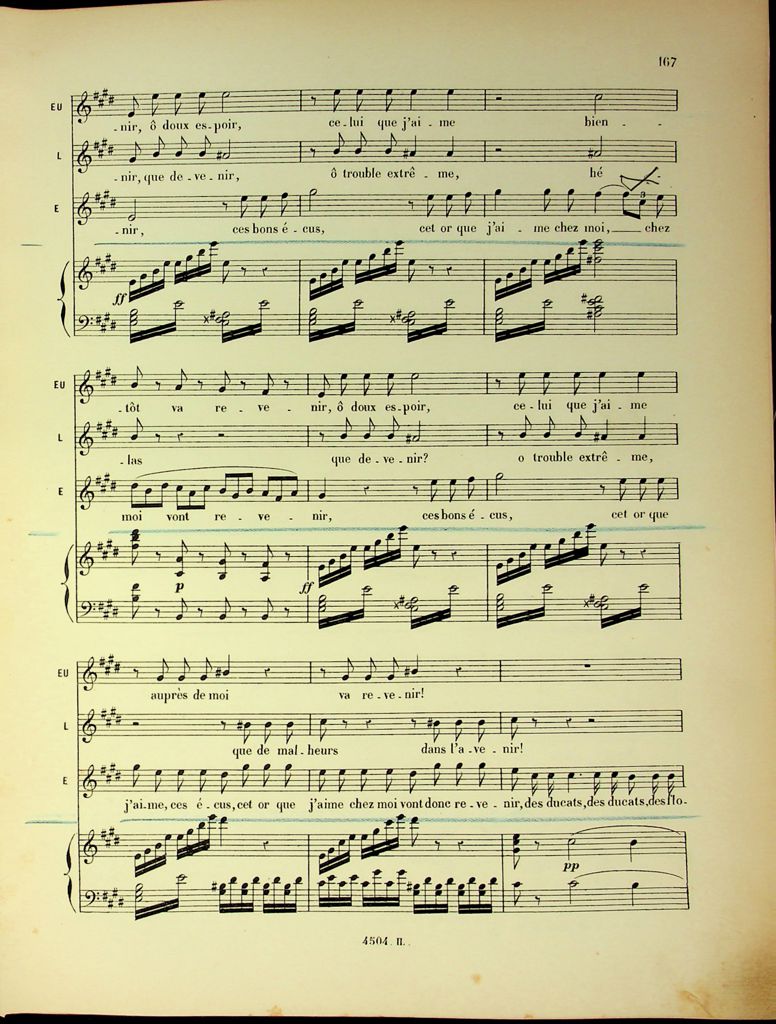 167
EU
- nir, ô doux es - poir, ce - lui que j'ai - me bien -
L
- nir, que de - ve - nir, ô trouble extrê - me, hé
E
- nir, ces bons é - cus, cet or que j'ai - me chez moi, chez
ff
EU
- tôt va re - ve - nir, ô doux es - poir, ce - lui que j'ai - me
L
- las que de - ve - nir? o trouble extrê - me,
E
moi vont re - ve - nir, ces bons é - cus, cet or que
p ff
EU
auprès de moi va re - ve - nir!
L
que de mal - heurs dans l'a - ve - nir!
E
j'ai - me, ces é - cus, cet or que j'aime chez moi vont donc re - ve - nir, des ducats, des ducats, des flo-
pp
4504. II.